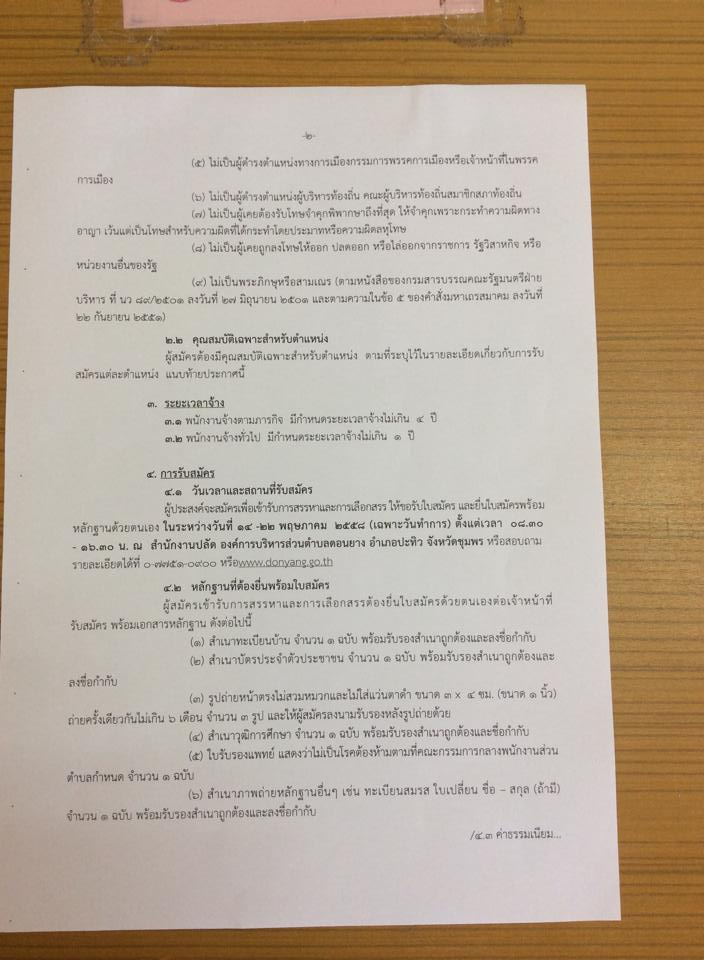 -๒-
(๕) ไม่เป็นผู้ดำรงตำแหน่งทางการเมืองกรรมการพรรคการเมืองหรือเจ้าหน้าที่ในพรรค
การเมือง
(๖) ไม่เป็นผู้ดำรงตำแหน่งผู้บริหารท้องถิ่น คณะผู้บริหารท้องถิ่นสมาชิกสภาท้องถิ่น
(๗) ไม่เป็นผู้เคยต้องรับโทษจำคุกพิพากษาถึงที่สุด ให้จำคุกเพราะกระทำความผิดทาง
อาญา เว้นแต่เป็นโทษสำหรับความผิดที่ได้กระทำโดยประมาทหรือความผิดลหุโทษ
(๘) ไม่เป็นผู้เคยถูกลงโทษให้ออก ปลดออก หรือไล่ออกจากราชการ รัฐวิสาหกิจ หรือ
หน่วยงานอื่นของรัฐ
(๙) ไม่เป็นพระภิกษุหรือสามเณร (ตามหนังสือของกรมสารบรรณคณะรัฐมนตรีฝ่าย
บริหาร ที่ นว ๘๙/๒๕๐๑ ลงวันที่ ๒๗ มิถุนายน ๒๕๐๑ และตามความในข้อ ๕ ของคำสั่งมหาเถรสมาคม ลงวันที่
๒๒ กันยายน ๒๕๕๑)
๒.๒ คุณสมบัติเฉพาะสำหรับตำแหน่ง
ผู้สมัครต้องมีคุณสมบัติเฉพาะสำหรับตำแหน่ง ตามที่ระบุไว้ในรายละเอียดเกี่ยวกับการรับ
สมัครแต่ละตำแหน่ง แนบท้ายประกาศนี้
๓. ระยะเวลาจ้าง
๓.๑ พนักงานจ้างตามภารกิจ มีกำหนดระยะเวลาจ้างไม่เกิน ๔ ปี
๓.๒ พนักงานจ้างทั่วไป มีกำหนดระยะเวลาจ้างไม่เกิน ๑ ปี
๔. การรับสมัคร
๔.๑ วันเวลาและสถานที่รับสมัคร
ผู้ประสงค์จะสมัครเพื่อเข้ารับการสรรหาและการเลือกสรร ให้ขอรับใบสมัคร และยื่นใบสมัครพร้อม
หลักฐานด้วยตนเอง ในระหว่างวันที่ ๑๔ -๒๒ พฤษภาคม ๒๕๕๘ (เฉพาะวันทำการ) ตั้งแต่เวลา ๐๘.๓๐
- ๑๖.๓๐ น. ณ สำนักงานปลัด องค์การบริหารส่วนตำบลดอนยาง อำเภอปะทิว จังหวัดชุมพร หรือสอบถาม
รายละเอียดได้ที่ ๐-๗๗๕๑-๐๙๐๐ หรือwww.donyang.go.th
๔.๒ หลักฐานที่ต้องยื่นพร้อมใบสมัคร
ผู้สมัครเข้ารับการสรรหาและการเลือกสรรต้องยื่นใบสมัครด้วยตนเองต่อเจ้าหน้าที่
รับสมัคร พร้อมเอกสารหลักฐาน ดังต่อไปนี้
(๑) สำเนาทะเบียนบ้าน จำนวน ๑ ฉบับ พร้อมรับรองสำเนาถูกต้องและลงชื่อกำกับ
(๒) สำเนาบัตรประจำตัวประชาชน จำนวน ๑ ฉบับ พร้อมรับรองสำเนาถูกต้องและ
ลงชื่อกำกับ
(๓) รูปถ่ายหน้าตรงไม่สวมหมวกและไม่ใส่แว่นตาดำ ขนาด ๓ x ๔ ซม. (ขนาด ๑ นิ้ว)
ถ่ายครั้งเดียวกันไม่เกิน ๖ เดือน จำนวน ๓ รูป และให้ผู้สมัครลงนามรับรองหลังรูปถ่ายด้วย
(๔) สำเนาวุฒิการศึกษา จำนวน ๑ ฉบับ พร้อมรับรองสำเนาถูกต้องและลงชื่อกำกับ
(๕) ใบรับรองแพทย์ แสดงว่าไม่เป็นโรคต้องห้ามตามที่คณะกรรมการกลางพนักงานส่วน
ตำบลกำหนด จำนวน ๑ ฉบับ
(๖) สำเนาภาพถ่ายหลักฐานอื่นๆ เช่น ทะเบียนสมรส ใบเปลี่ยน ชื่อ – สกุล (ถ้ามี)
จำนวน ๑ ฉบับ พร้อมรับรองสำเนาถูกต้องและลงชื่อกำกับ
/๔.๓ ค่าธรรมเนียม...